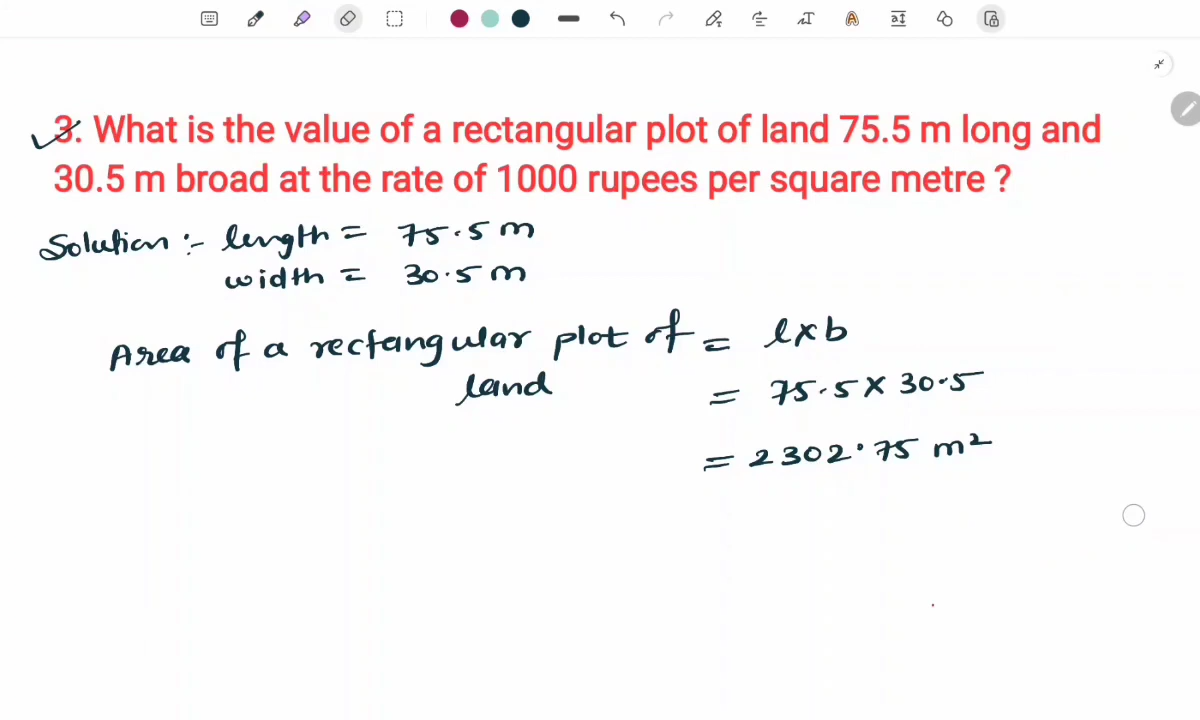 3. What is the value of a rectangular plot of land 75.5 m long and
30.5 m broad at the rate of 1000 rupees per square metre ?
Solution :- length = 75.5 m
width = 30.5 m
Area of a rectangular plot of land = l x b
= 75.5 x 30.5
= 2302.75 m²